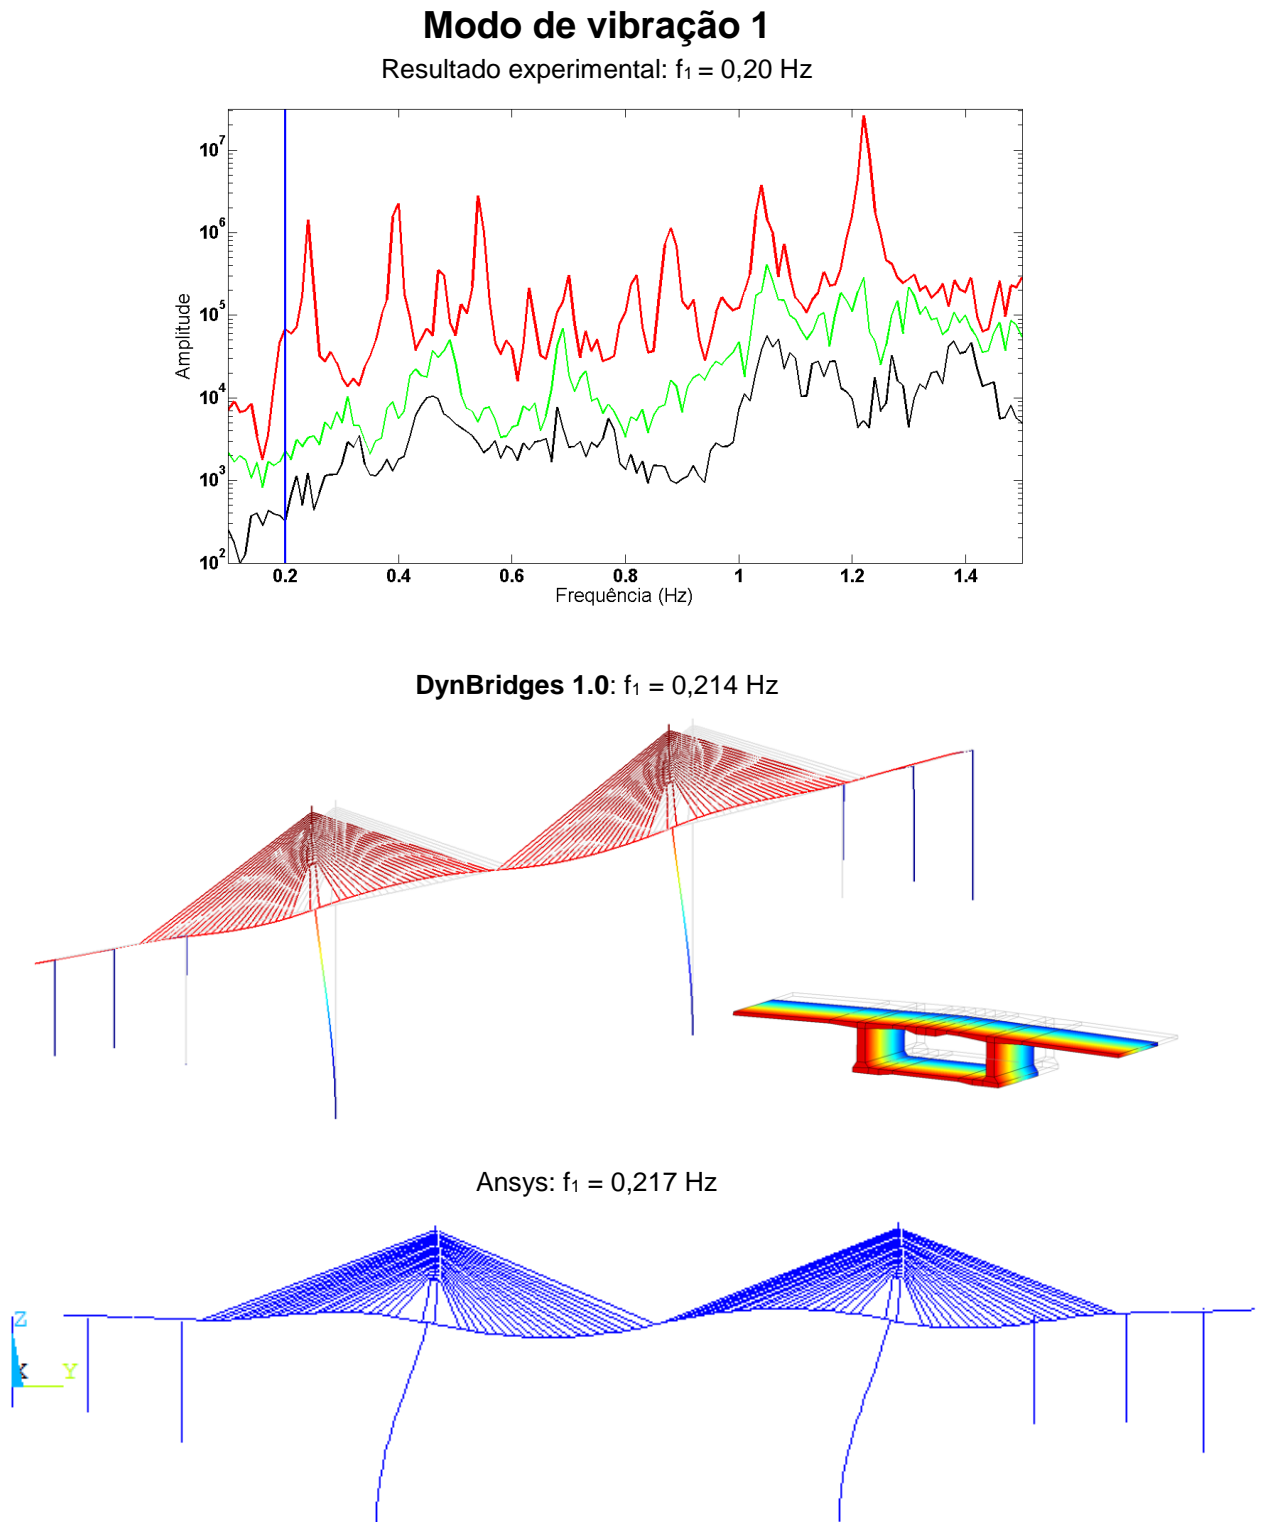 Modo de vibração 1
Resultado experimental: f₁ = 0,20 Hz
10⁷
10⁶
10⁵
10⁴
10³
10²
Amplitude
0.2 0.4 0.6 0.8 1 1.2 1.4
Frequência (Hz)
DynBridges 1.0: f₁ = 0,214 Hz
Ansys: f₁ = 0,217 Hz
Z
X Y